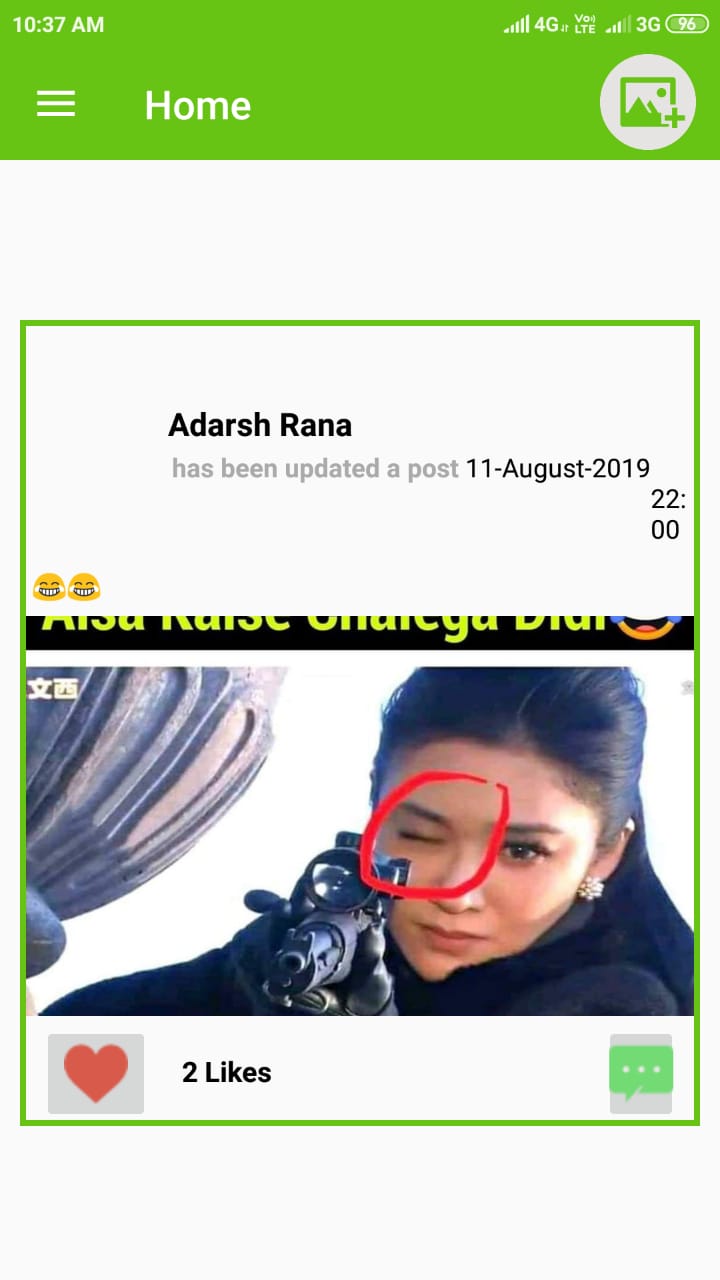 10:37 AM 4G Vo) LTE 3G 96
Home
Adarsh Rana
has been updated a post 11-August-2019
22:
00
😂😂
Aisa Kaise Chalega Didi😂
文西
2 Likes